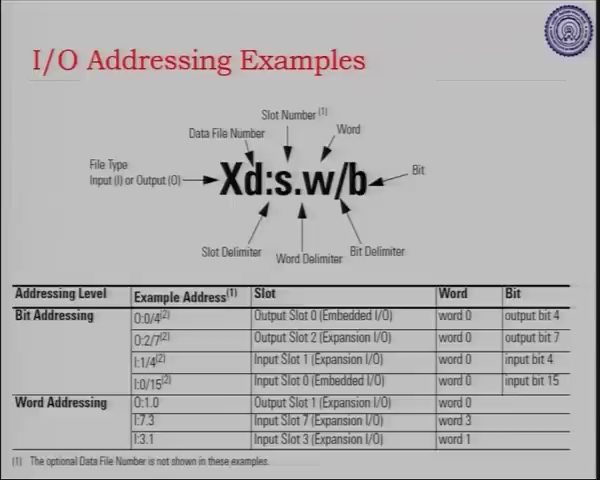 I/O Addressing Examples
Slot Number (1)
Data File Number
Word
File Type
Input (I) or Output (O)
Xd:s.w/b
Bit
Slot Delimiter
Word Delimiter
Bit Delimiter
Addressing Level Example Address(1) Slot Word Bit
Bit Addressing O:0/4(2) Output Slot 0 (Embedded I/O) word 0 output bit 4
O:2/7(2) Output Slot 2 (Expansion I/O) word 0 output bit 7
I:1/4(2) Input Slot 1 (Expansion I/O) word 0 input bit 4
I:0/15(2) Input Slot 0 (Embedded I/O) word 0 input bit 15
Word Addressing O:1.0 Output Slot 1 (Expansion I/O) word 0
I:7.3 Input Slot 7 (Expansion I/O) word 3
I:3.1 Input Slot 3 (Expansion I/O) word 1
(1) The optional Data File Number is not shown in these examples.